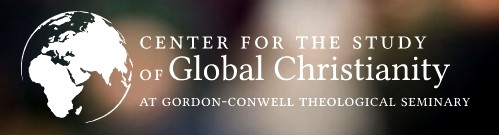 CENTER FOR THE STUDY
OF Global Christianity
AT GORDON-CONWELL THEOLOGICAL SEMINARY